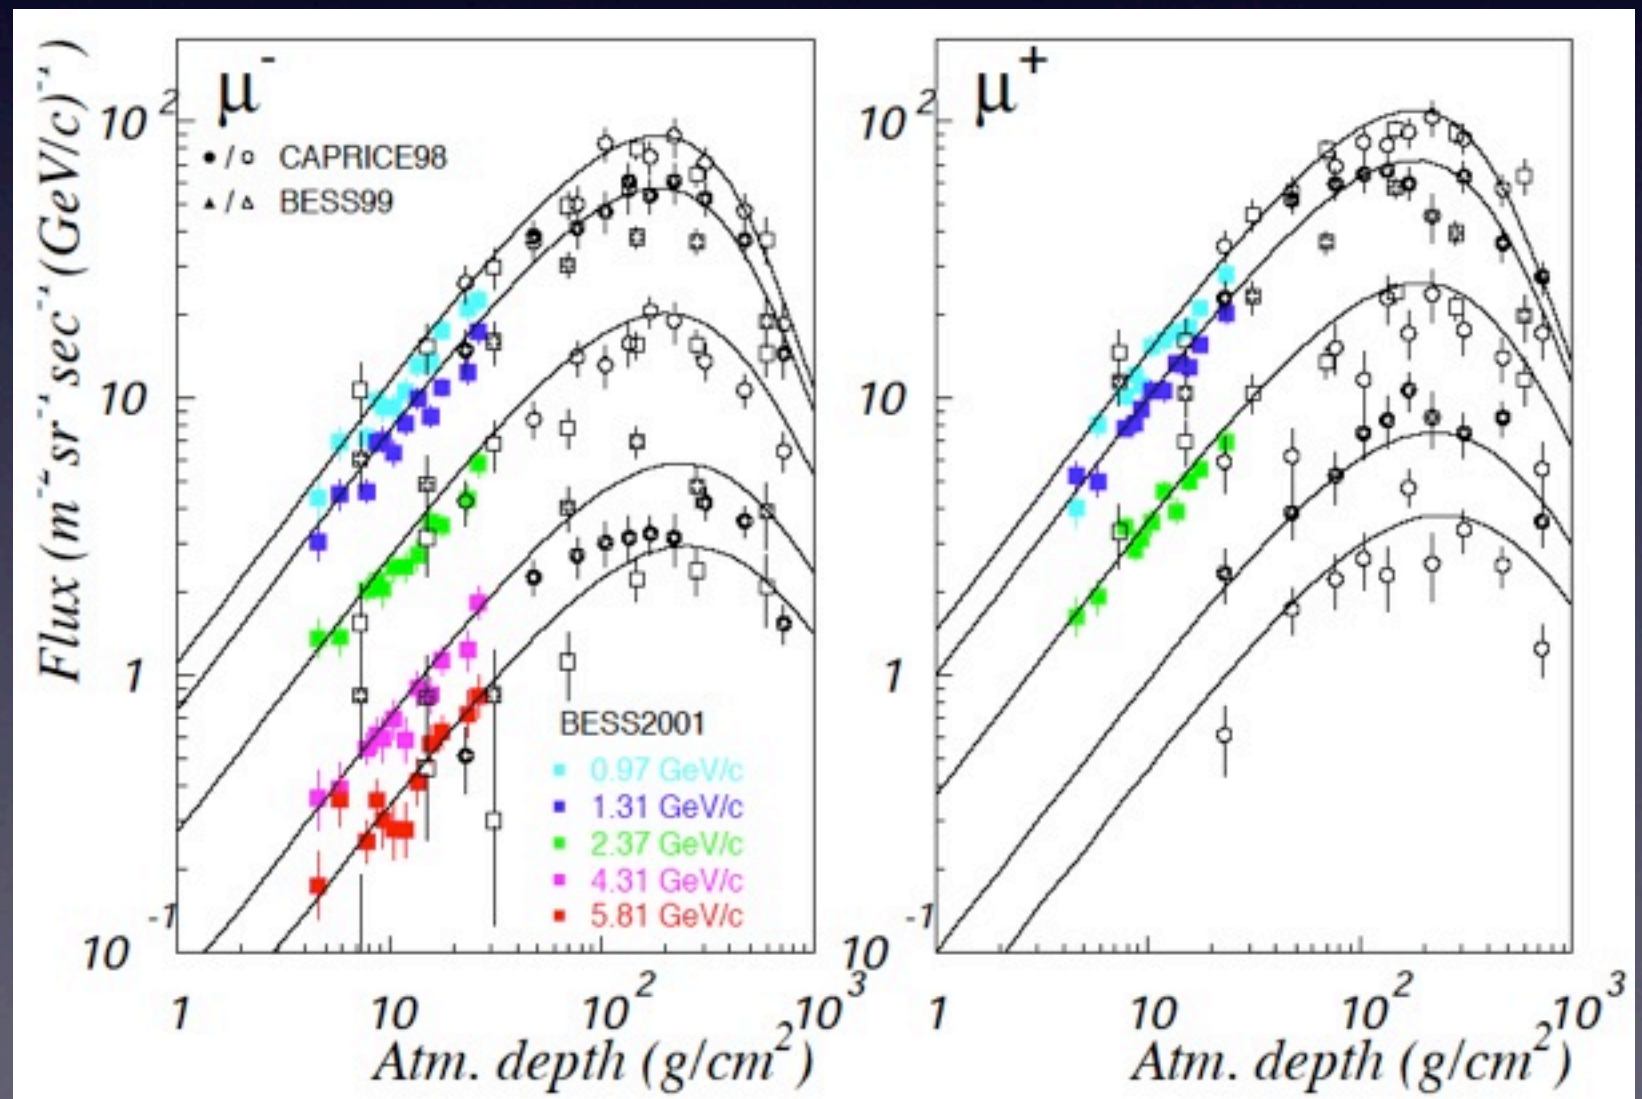 Flux (m⁻² sr⁻¹ sec⁻¹ (GeV/c)⁻¹)
μ⁻
● / ○ CAPRICE98
▲ / △ BESS99
10²
10
1
10⁻¹
BESS2001
0.97 GeV/c
1.31 GeV/c
2.37 GeV/c
4.31 GeV/c
5.81 GeV/c
1 10 10² 10³
Atm. depth (g/cm²)
μ⁺
10²
10
1
10⁻¹
1 10 10² 10³
Atm. depth (g/cm²)